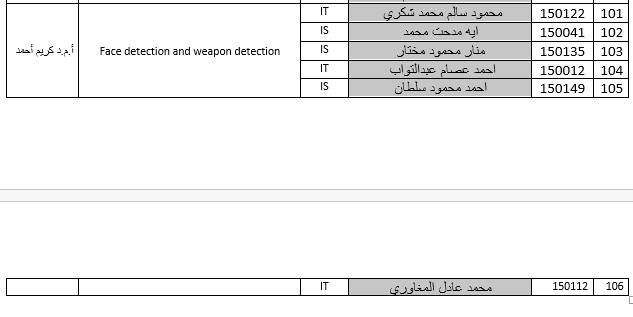 101 150122 محمود سالم محمد شكري IT
102 150041 ايه مدحت محمد IS
103 150135 منار محمود مختار IS Face detection and weapon detection أ.م.د كريم أحمد
104 150012 احمد عصام عبدالتواب IT
105 150149 احمد محمود سلطان IS
106 150112 محمد عادل المغاوري IT